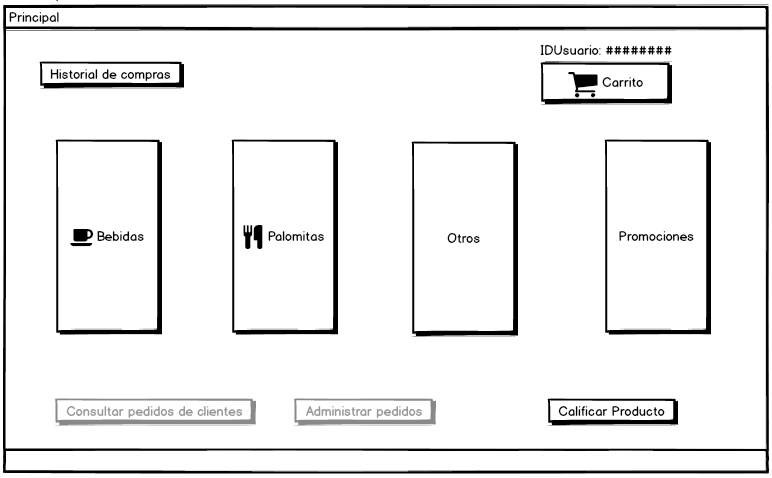 Principal
IDUsuario: ########
Historial de compras
Carrito
Bebidas
Palomitas
Otros
Promociones
Consultar pedidos de clientes
Administrar pedidos
Calificar Producto